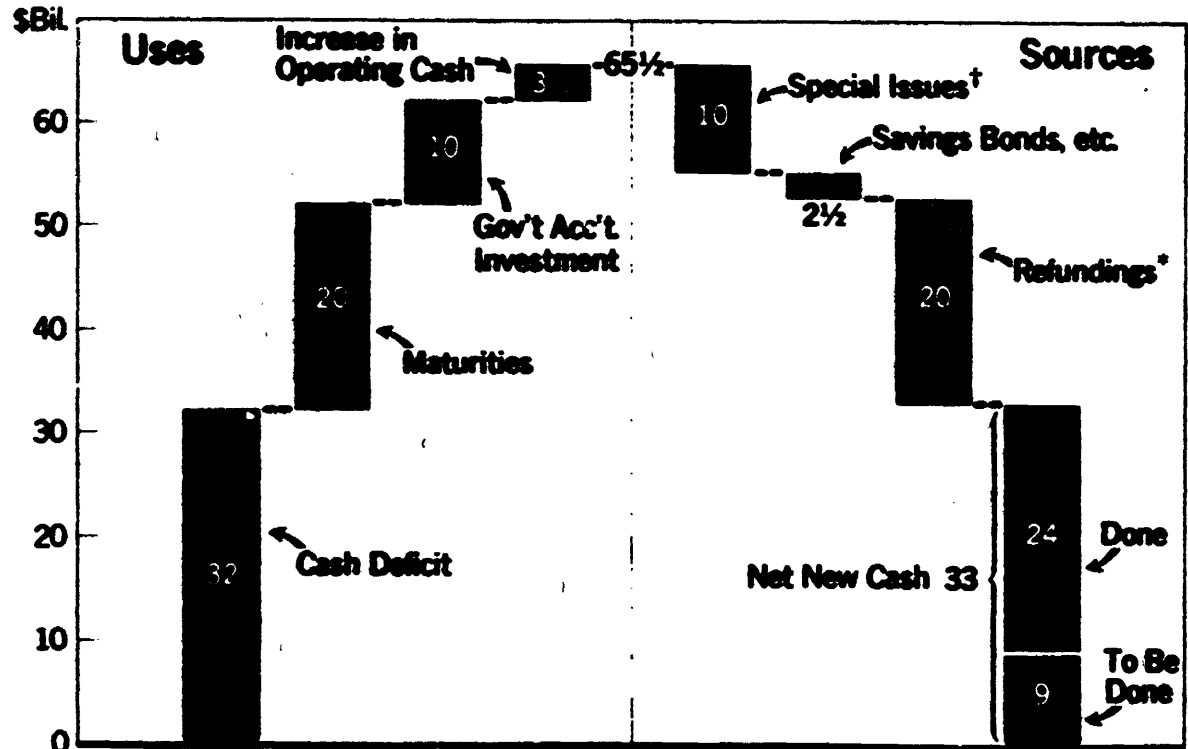 $Bil.
Uses
Sources
Increase in
Operating Cash
3
-65½-
10
Special Issues†
60
10
Savings Bonds, etc.
2½
50
Gov't Acc't.
Investment
Refundings*
20
20
40
Maturities
30
20
24
Done
32
Cash Deficit
Net New Cash 33
10
To Be
Done
9
0